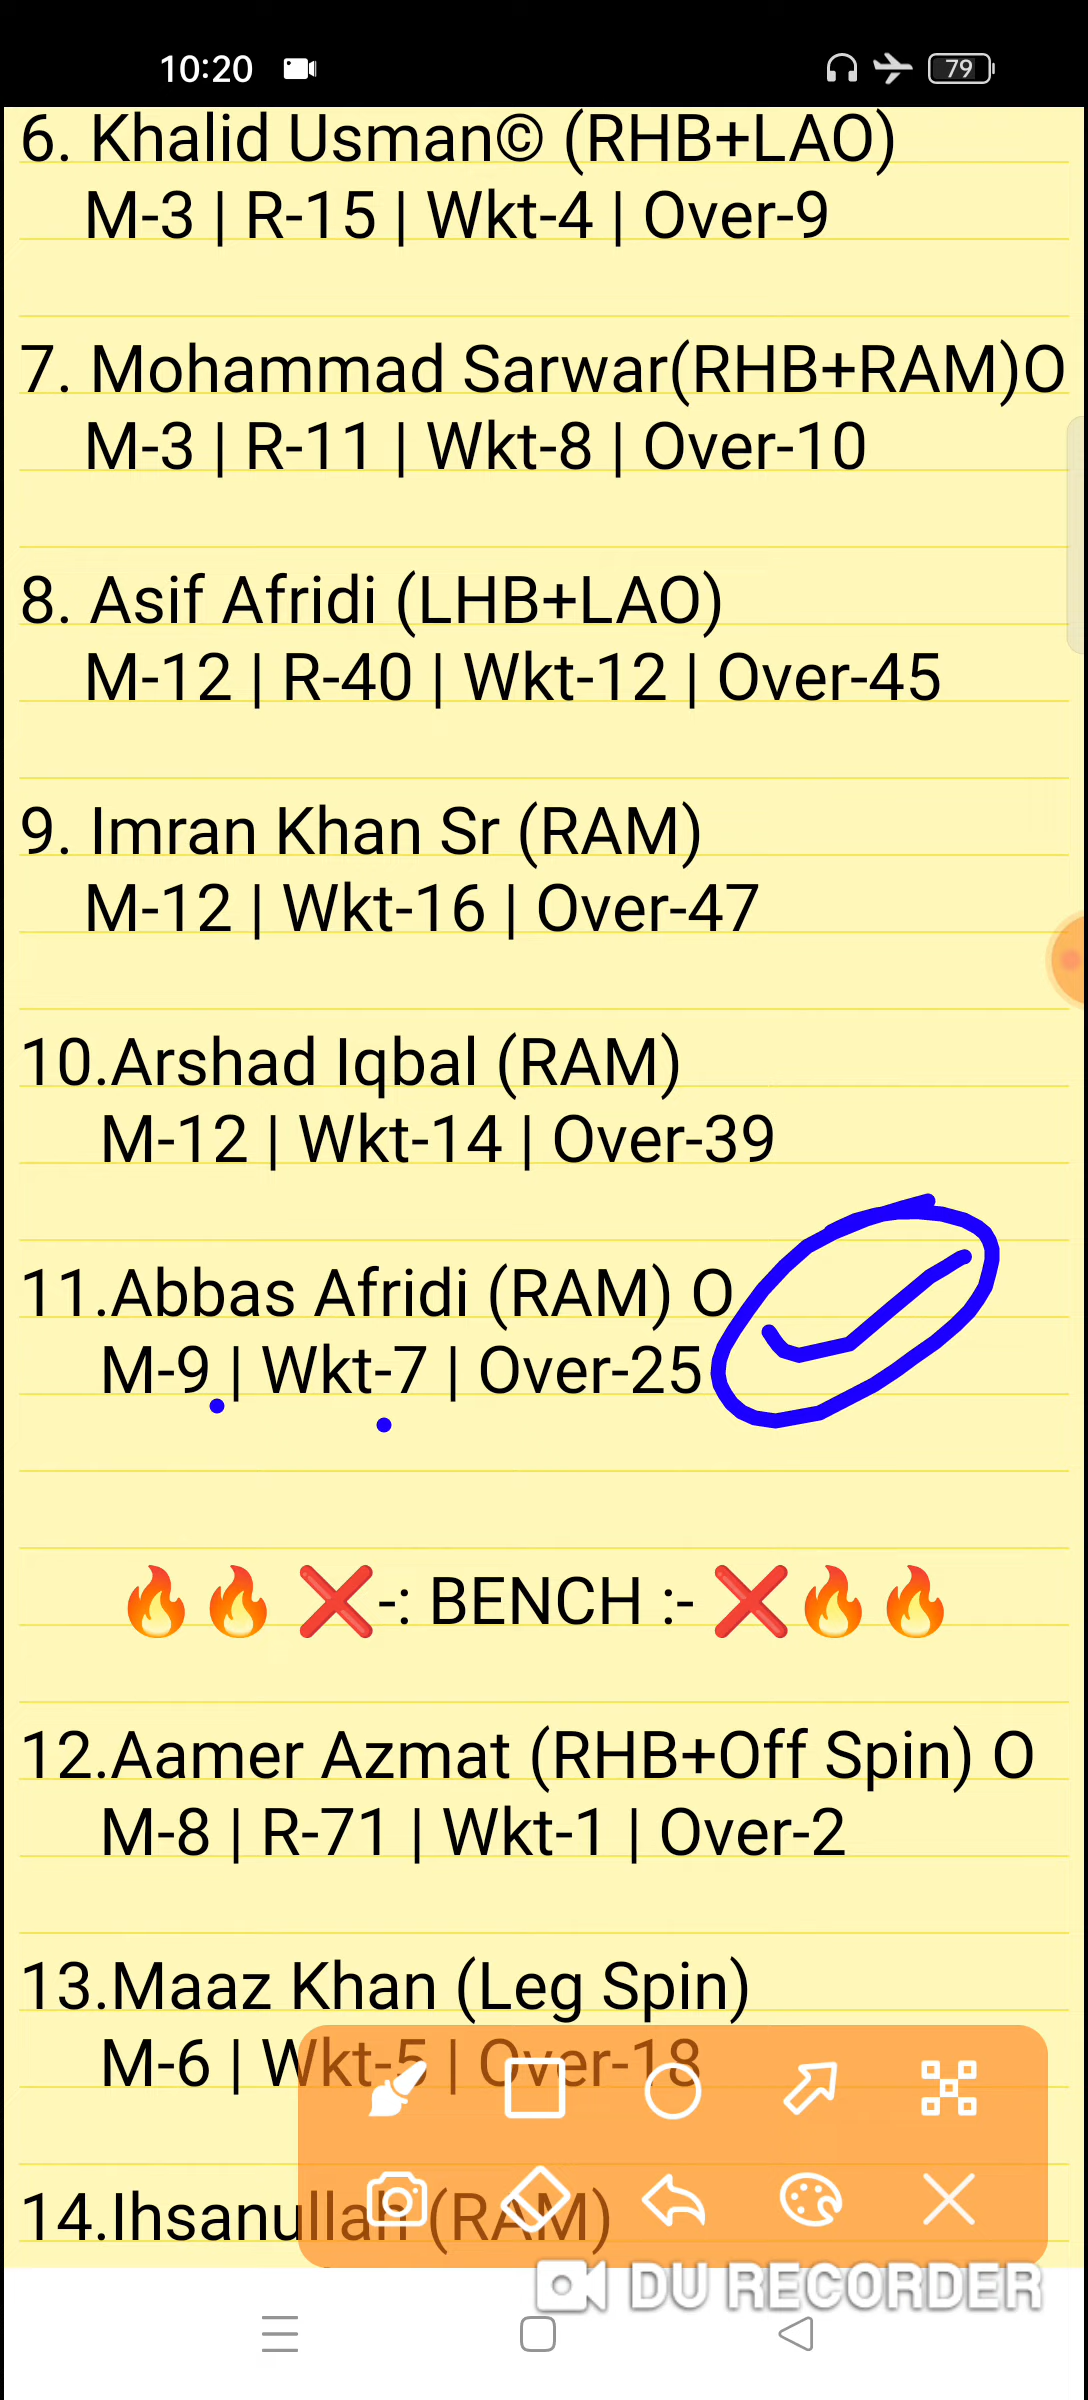 10:20
79
6. Khalid Usman© (RHB+LAO)
M-3 | R-15 | Wkt-4 | Over-9
7. Mohammad Sarwar(RHB+RAM)O
M-3 | R-11 | Wkt-8 | Over-10
8. Asif Afridi (LHB+LAO)
M-12 | R-40 | Wkt-12 | Over-45
9. Imran Khan Sr (RAM)
M-12 | Wkt-16 | Over-47
10.Arshad Iqbal (RAM)
M-12 | Wkt-14 | Over-39
11.Abbas Afridi (RAM) O
M-9 | Wkt-7 | Over-25
🔥🔥 ❌-: BENCH :- ❌🔥🔥
12.Aamer Azmat (RHB+Off Spin) O
M-8 | R-71 | Wkt-1 | Over-2
13.Maaz Khan (Leg Spin)
M-6 | Wkt-5 | Over-18
14.Ihsanullah (RAM)
DU RECORDER